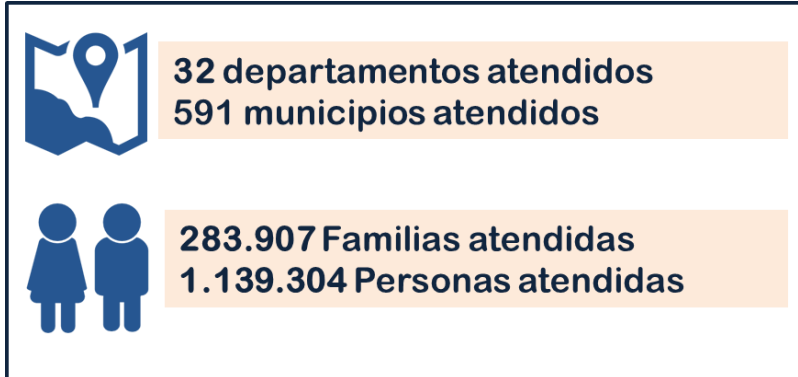 32 departamentos atendidos
591 municipios atendidos
283.907 Familias atendidas
1.139.304 Personas atendidas